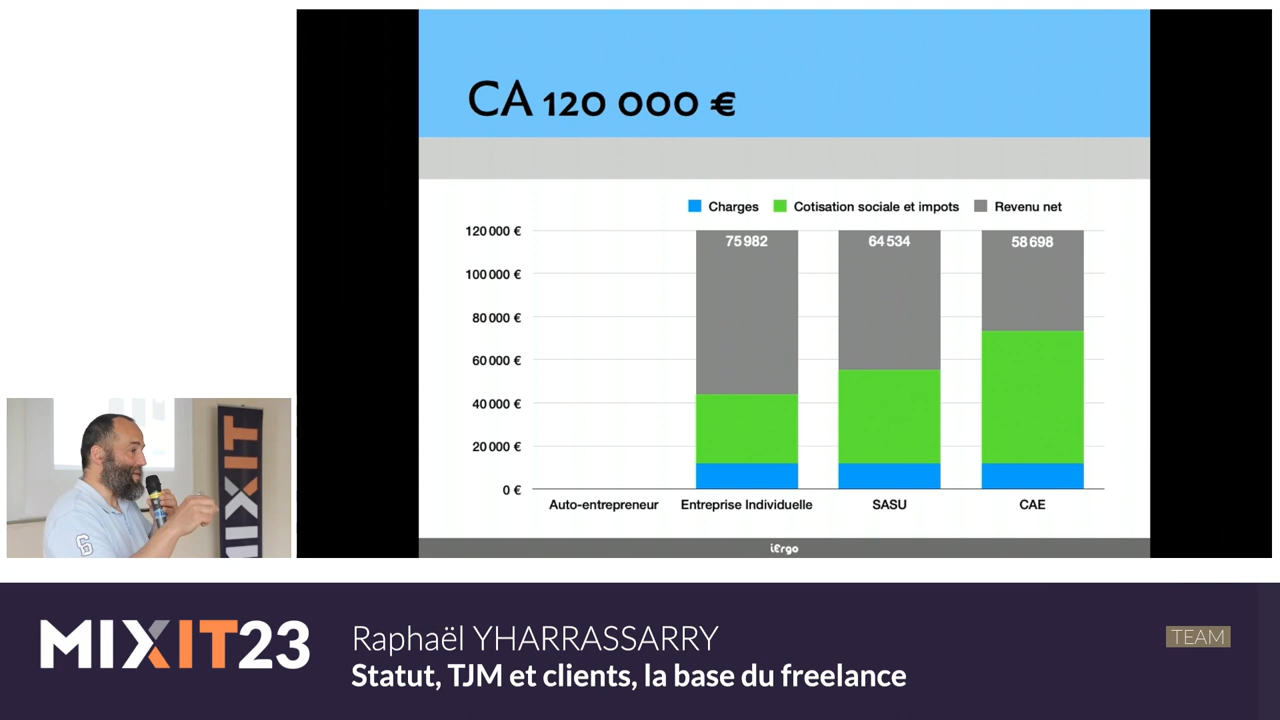 CA 120 000 €
Charges Cotisation sociale et impots Revenu net
120 000 €
100 000 €
80 000 €
60 000 €
40 000 €
20 000 €
0 €
75 982
64 534
58 698
Auto-entrepreneur Entreprise Individuelle SASU CAE
iErgo
MIXIT
6
MIXIT23
Raphaël YHARRASSARRY
Statut, TJM et clients, la base du freelance
TEAM